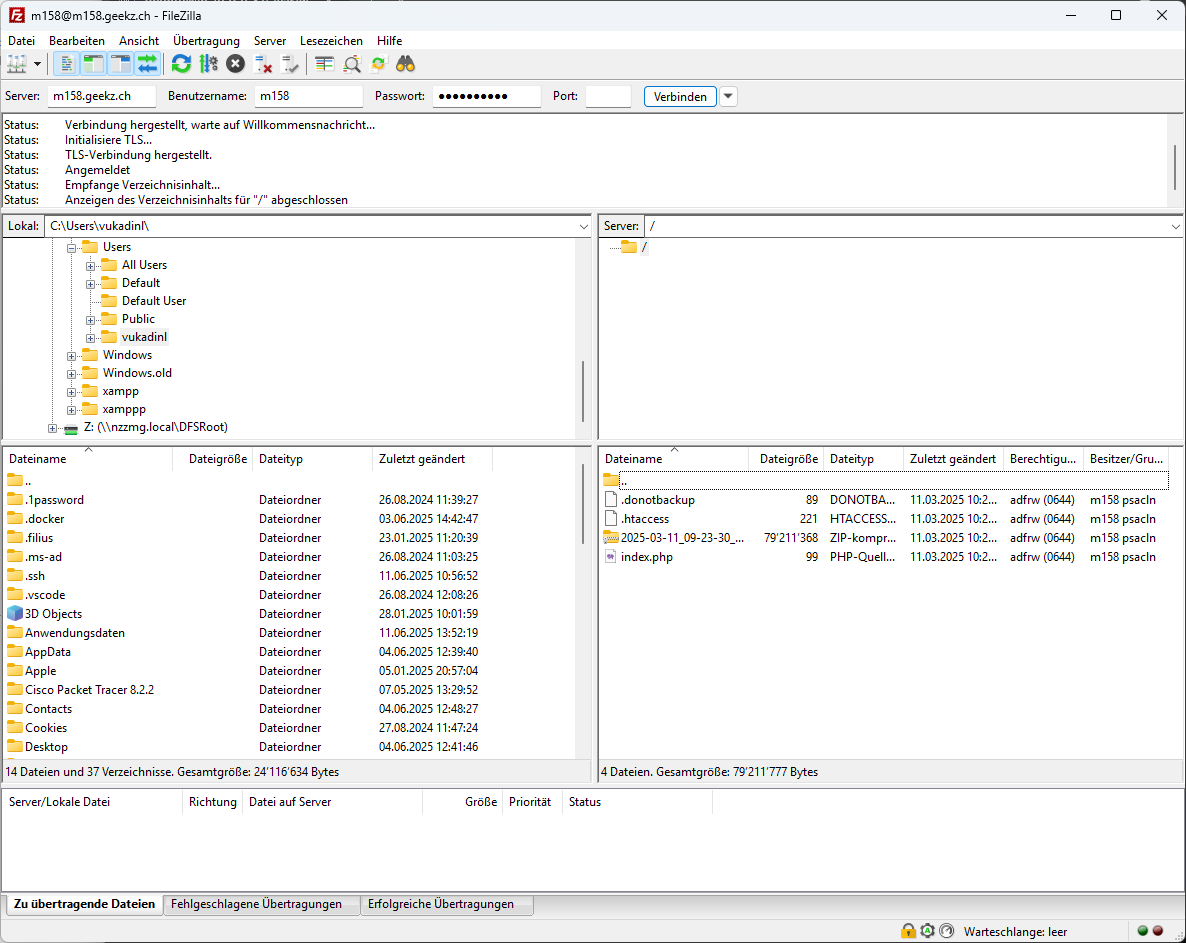 m158@m158.geekz.ch - FileZilla
Datei Bearbeiten Ansicht Übertragung Server Lesezeichen Hilfe
Server: m158.geekz.ch Benutzername: m158 Passwort: ●●●●●●●●●● Port: Verbinden
Status: Verbindung hergestellt, warte auf Willkommensnachricht...
Status: Initialisiere TLS...
Status: TLS-Verbindung hergestellt.
Status: Angemeldet
Status: Empfange Verzeichnisinhalt...
Status: Anzeigen des Verzeichnisinhalts für "/" abgeschlossen
Lokal: C:\Users\vukadinl\
Users
All Users
Default
Default User
Public
vukadinl
Windows
Windows.old
xampp
xamppp
Z: (\\nzzmg.local\DFSRoot)
Server: /
/
Dateiname Dateigröße Dateityp Zuletzt geändert
..
.1password Dateiordner 26.08.2024 11:39:27
.docker Dateiordner 03.06.2025 14:42:47
.filius Dateiordner 23.01.2025 11:20:39
.ms-ad Dateiordner 26.08.2024 11:03:25
.ssh Dateiordner 11.06.2025 10:56:52
.vscode Dateiordner 26.08.2024 12:08:26
3D Objects Dateiordner 28.01.2025 10:01:59
Anwendungsdaten Dateiordner 11.06.2025 13:52:19
AppData Dateiordner 04.06.2025 12:39:40
Apple Dateiordner 05.01.2025 20:57:04
Cisco Packet Tracer 8.2.2 Dateiordner 07.05.2025 13:29:52
Contacts Dateiordner 04.06.2025 12:48:27
Cookies Dateiordner 27.08.2024 11:47:24
Desktop Dateiordner 04.06.2025 12:41:46
14 Dateien und 37 Verzeichnisse. Gesamtgröße: 24'116'634 Bytes
Dateiname Dateigröße Dateityp Zuletzt geändert Berechtigu... Besitzer/Gru...
..
.donotbackup 89 DONOTBA... 11.03.2025 10:2... adfrw (0644) m158 psacln
.htaccess 221 HTACCESS... 11.03.2025 10:2... adfrw (0644) m158 psacln
2025-03-11_09-23-30_... 79'211'368 ZIP-kompr... 11.03.2025 10:2... adfrw (0644) m158 psacln
index.php 99 PHP-Quell... 11.03.2025 10:2... adfrw (0644) m158 psacln
4 Dateien. Gesamtgröße: 79'211'777 Bytes
Server/Lokale Datei Richtung Datei auf Server Größe Priorität Status
Zu übertragende Dateien Fehlgeschlagene Übertragungen Erfolgreiche Übertragungen
Warteschlange: leer